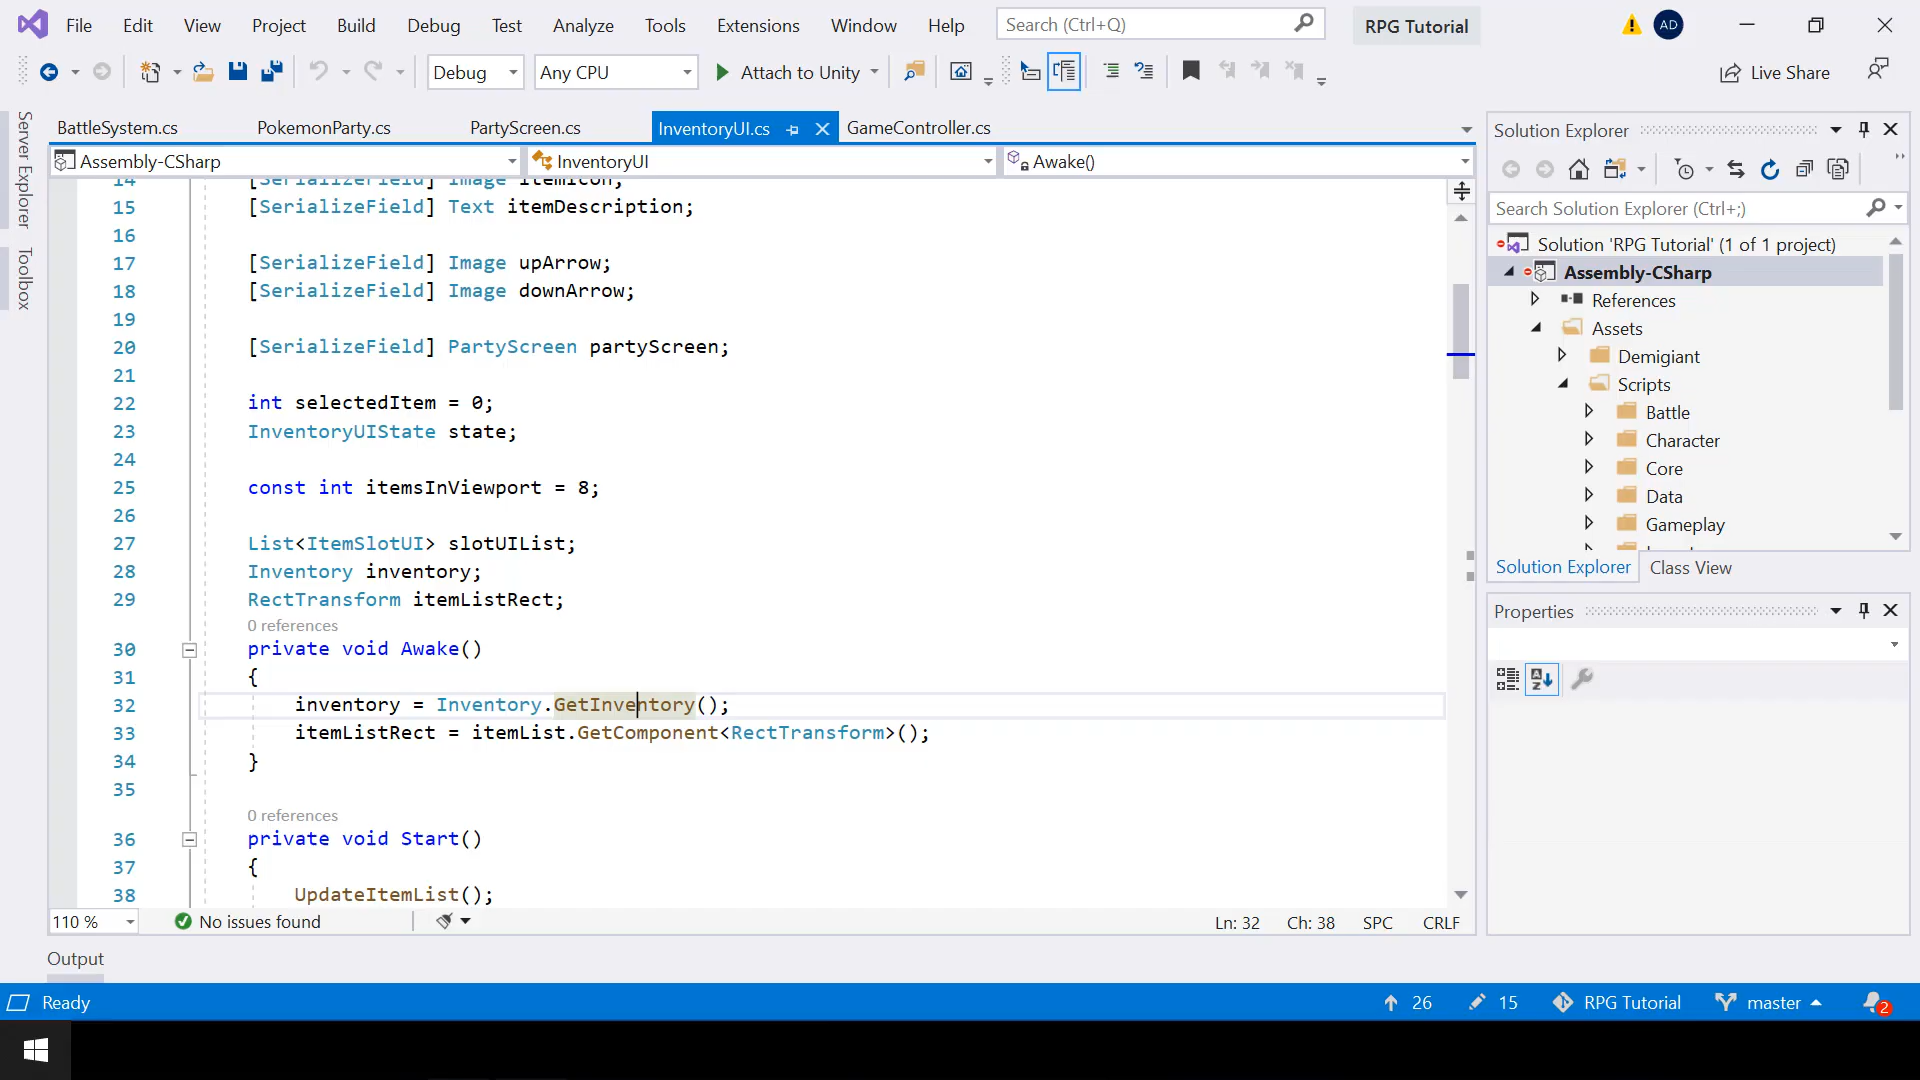 File Edit View Project Build Debug Test Analyze Tools Extensions Window Help Search (Ctrl+Q) RPG Tutorial AD
Debug Any CPU Attach to Unity Live Share
Server Explorer
Toolbox
BattleSystem.cs PokemonParty.cs PartyScreen.cs InventoryUI.cs GameController.cs
Assembly-CSharp InventoryUI Awake()
14 [SerializeField] Image itemIcon;
15 [SerializeField] Text itemDescription;
16
17 [SerializeField] Image upArrow;
18 [SerializeField] Image downArrow;
19
20 [SerializeField] PartyScreen partyScreen;
21
22 int selectedItem = 0;
23 InventoryUIState state;
24
25 const int itemsInViewport = 8;
26
27 List<ItemSlotUI> slotUIList;
28 Inventory inventory;
29 RectTransform itemListRect;
0 references
30 private void Awake()
31 {
32 inventory = Inventory.GetInventory();
33 itemListRect = itemList.GetComponent<RectTransform>();
34 }
35
0 references
36 private void Start()
37 {
38 UpdateItemList();
110 % No issues found Ln: 32 Ch: 38 SPC CRLF
Output
Solution Explorer
Search Solution Explorer (Ctrl+;)
Solution 'RPG Tutorial' (1 of 1 project)
Assembly-CSharp
References
Assets
Demigiant
Scripts
Battle
Character
Core
Data
Gameplay
Solution Explorer Class View
Properties
Ready 26 15 RPG Tutorial master 2